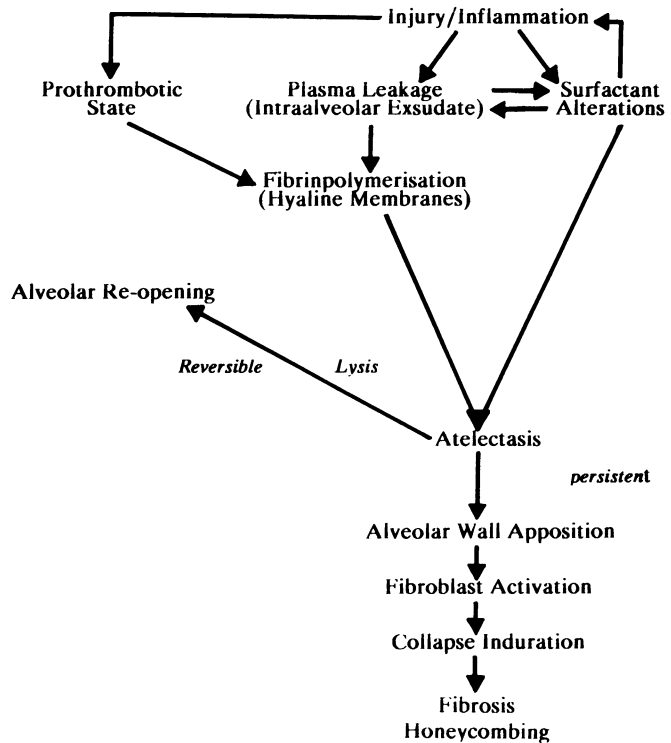 Injury/Inflammation
Prothrombotic
State
Plasma Leakage
(Intraalveolar Exsudate)
Surfactant
Alterations
Fibrinpolymerisation
(Hyaline Membranes)
Alveolar Re-opening
Reversible
Lysis
Atelectasis
persistent
Alveolar Wall Apposition
Fibroblast Activation
Collapse Induration
Fibrosis
Honeycombing